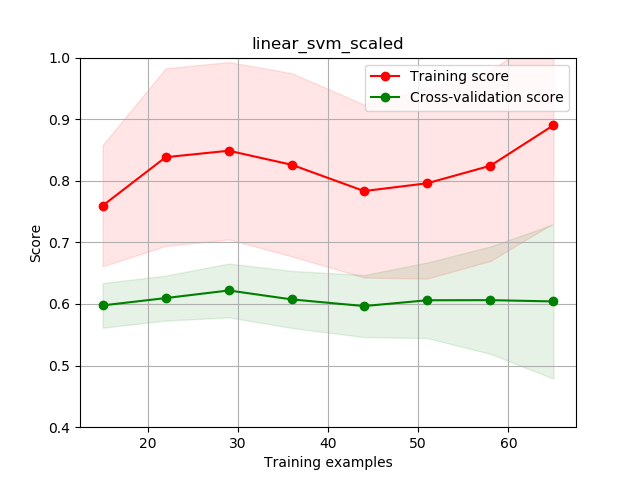 linear_svm_scaled
1.0
0.9
0.8
0.7
0.6
0.5
0.4
Score
Training score
Cross-validation score
20
30
40
50
60
Training examples